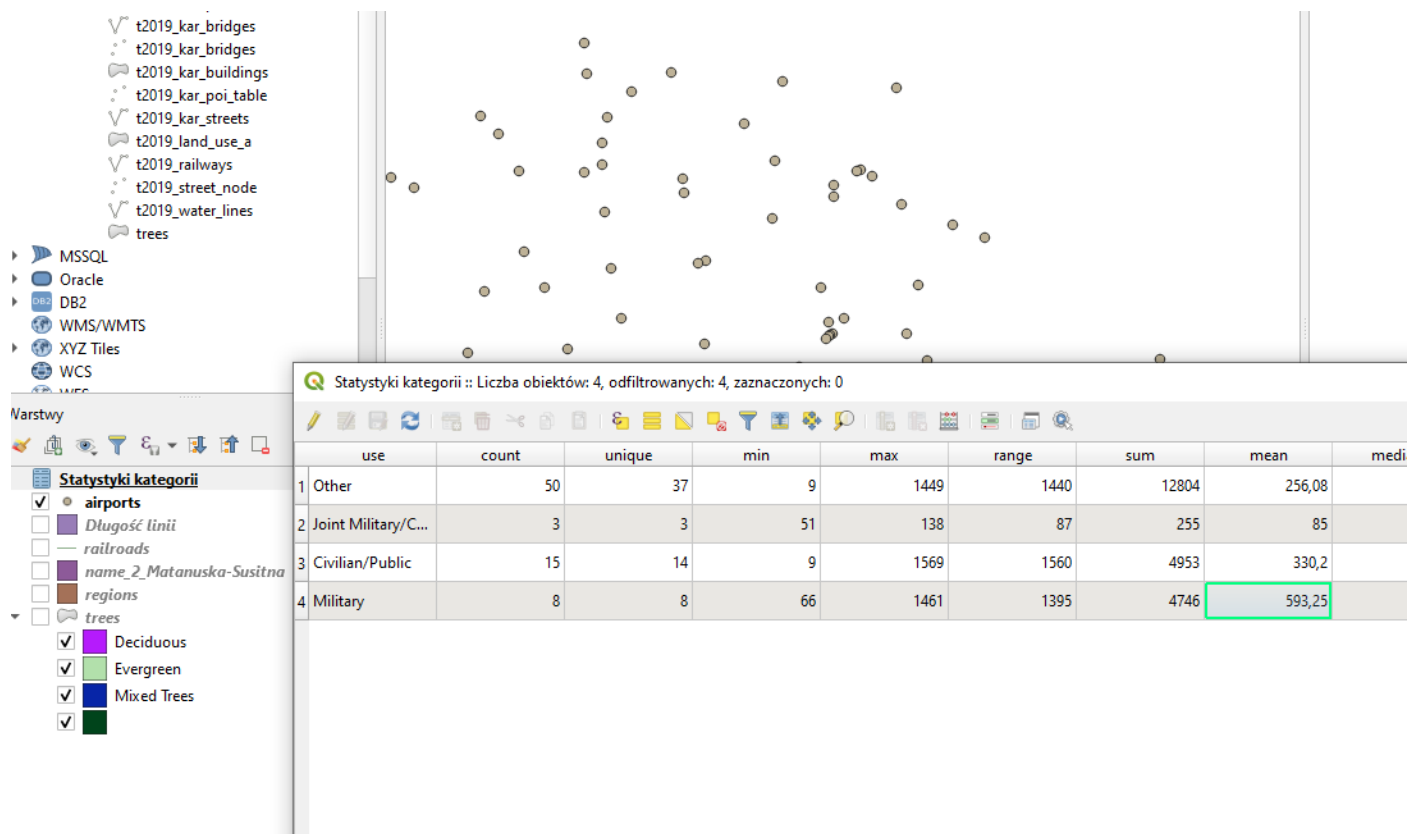 t2019_kar_bridges
t2019_kar_bridges
t2019_kar_buildings
t2019_kar_poi_table
t2019_kar_streets
t2019_land_use_a
t2019_railways
t2019_street_node
t2019_water_lines
trees
MSSQL
Oracle
DB2 DB2
WMS/WMTS
XYZ Tiles
WCS
Warstwy
Statystyki kategorii
airports
Długość linii
railroads
name_2_Matanuska-Susitna
regions
trees
Deciduous
Evergreen
Mixed Trees
Statystyki kategorii :: Liczba obiektów: 4, odfiltrowanych: 4, zaznaczonych: 0
use count unique min max range sum mean
1 Other 50 37 9 1449 1440 12804 256,08
2 Joint Military/C... 3 3 51 138 87 255 85
3 Civilian/Public 15 14 9 1569 1560 4953 330,2
4 Military 8 8 66 1461 1395 4746 593,25